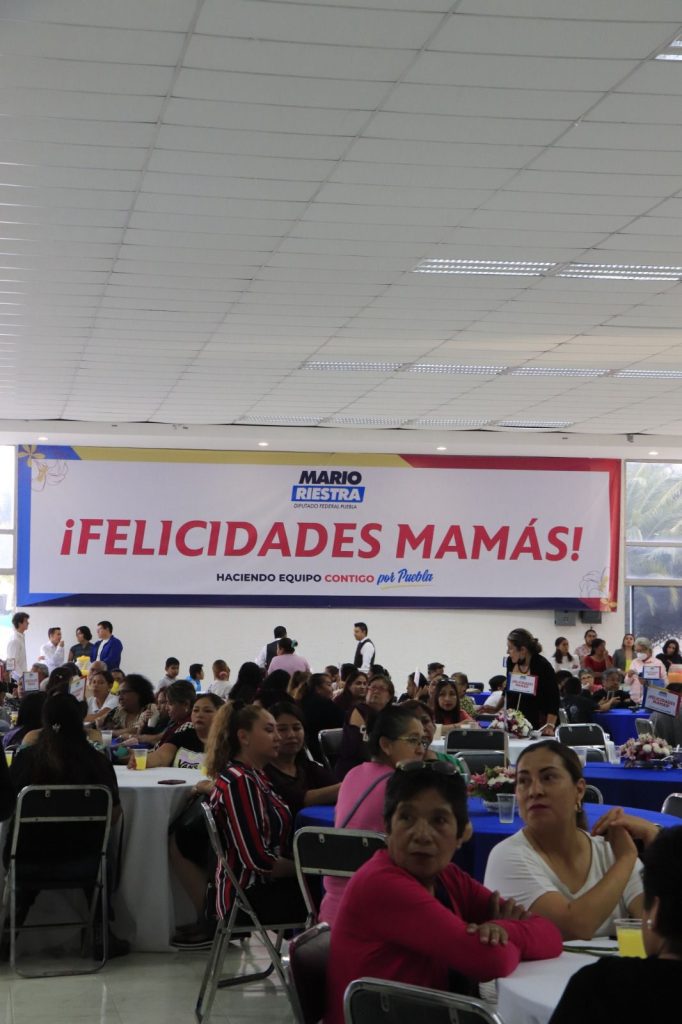 MARIO
RIESTRA
DIPUTADO FEDERAL PUEBLA
¡FELICIDADES MAMÁS!
HACIENDO EQUIPO CONTIGO por Puebla